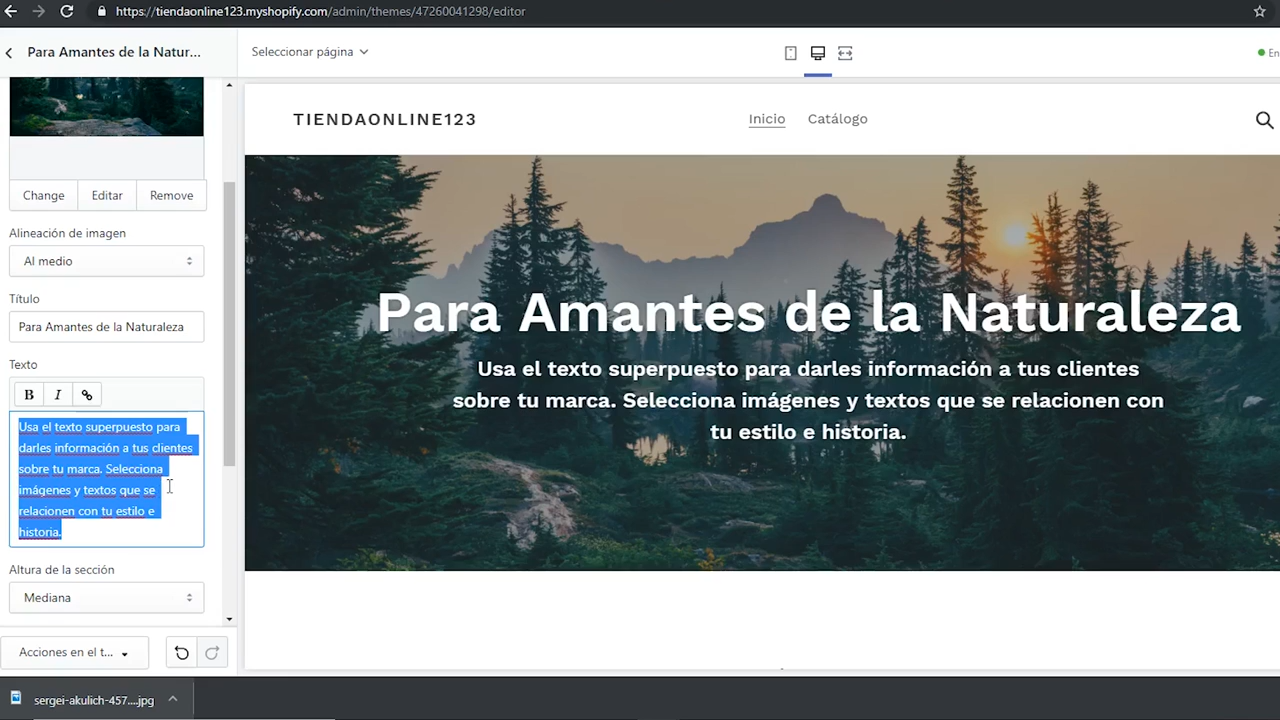 https://tiendaonline123.myshopify.com/admin/themes/47260041298/editor
Para Amantes de la Natur...
Seleccionar página
En
Change
Editar
Remove
Alineación de imagen
Al medio
Título
Para Amantes de la Naturaleza
Texto
B I
Usa el texto superpuesto para
darles información a tus clientes
sobre tu marca. Selecciona
imágenes y textos que se
relacionen con tu estilo e
historia.
Altura de la sección
Mediana
Acciones en el t...
TIENDAONLINE123
Inicio
Catálogo
Para Amantes de la Naturaleza
Usa el texto superpuesto para darles información a tus clientes
sobre tu marca. Selecciona imágenes y textos que se relacionen con
tu estilo e historia.
sergei-akulich-457....jpg